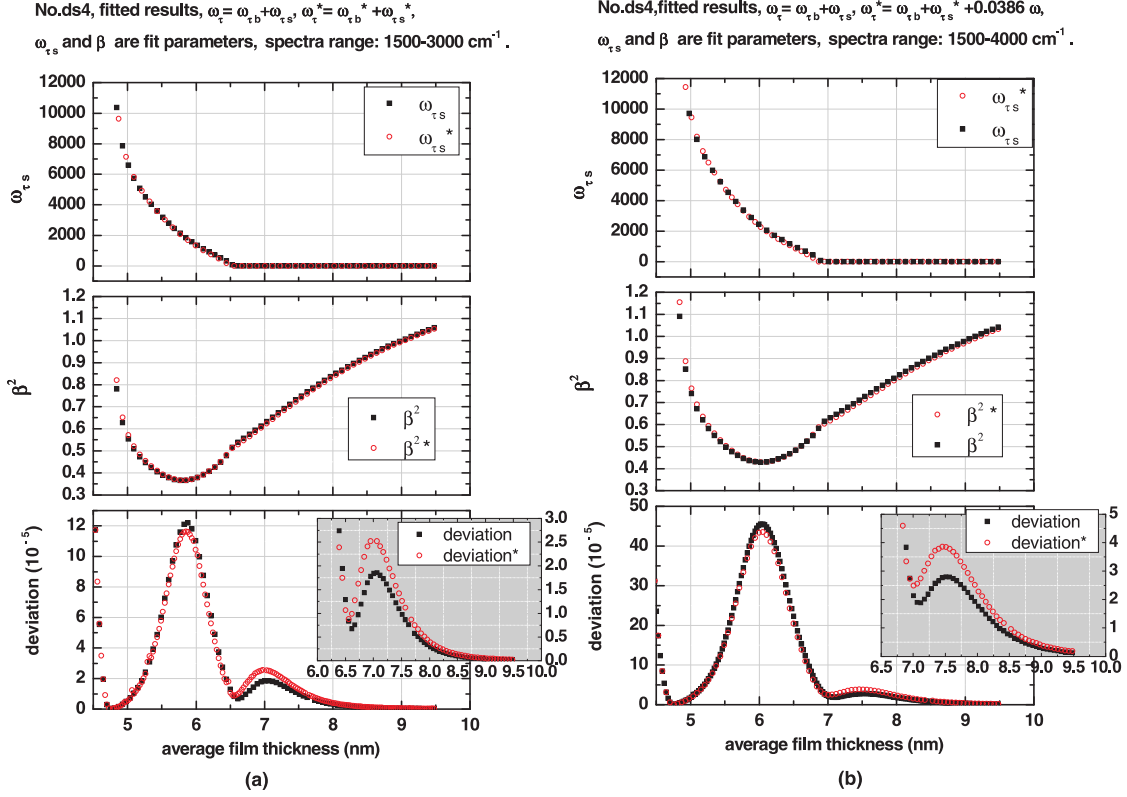 No.ds4, fitted results, ωτ= ωτb+ωτs, ωτ*= ωτb* +ωτs*,
ωτs and β are fit parameters, spectra range: 1500-3000 cm-1 .
12000
10000
8000
6000
4000
2000
0
ωτs
ωτs
ωτs*
1.2
1.1
1.0
0.9
0.8
0.7
0.6
0.5
0.4
0.3
β2
β2
β2*
12
10
8
6
4
2
0
deviation (10-5)
deviation
deviation*
3.0
2.5
2.0
1.5
1.0
0.5
0.0
6.0 6.5 7.0 7.5 8.0 8.5 9.0 9.5 10.0
5 6 7 8 9 10
average film thickness (nm)
(a)
No.ds4,fitted results, ωτ= ωτb+ωτs, ωτ*= ωτb+ωτs* +0.0386 ω,
ωτs and β are fit parameters, spectra range: 1500-4000 cm-1 .
12000
10000
8000
6000
4000
2000
0
ωτs
ωτs*
ωτs
1.2
1.1
1.0
0.9
0.8
0.7
0.6
0.5
0.4
0.3
β2
β2 *
β2
50
40
30
20
10
0
deviation (10-5)
deviation
deviation*
5
4
3
2
1
0
6.5 7.0 7.5 8.0 8.5 9.0 9.5 10.0
5 6 7 8 9 10
average film thickness (nm)
(b)